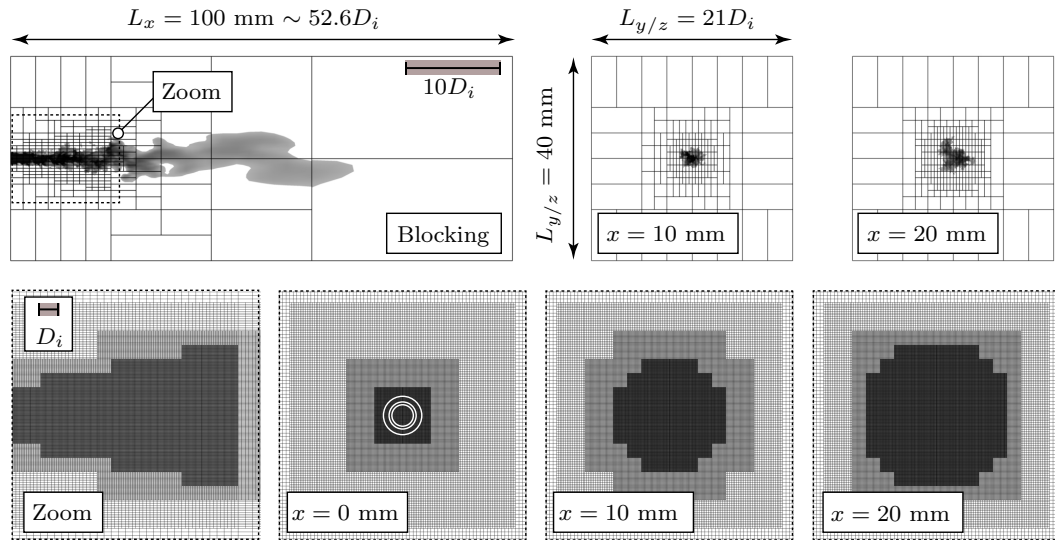 L_x = 100 mm ∼ 52.6D_i
L_{y/z} = 21D_i
Zoom
10D_i
L_{y/z} = 40 mm
Blocking
x = 10 mm
x = 20 mm
D_i
Zoom
x = 0 mm
x = 10 mm
x = 20 mm